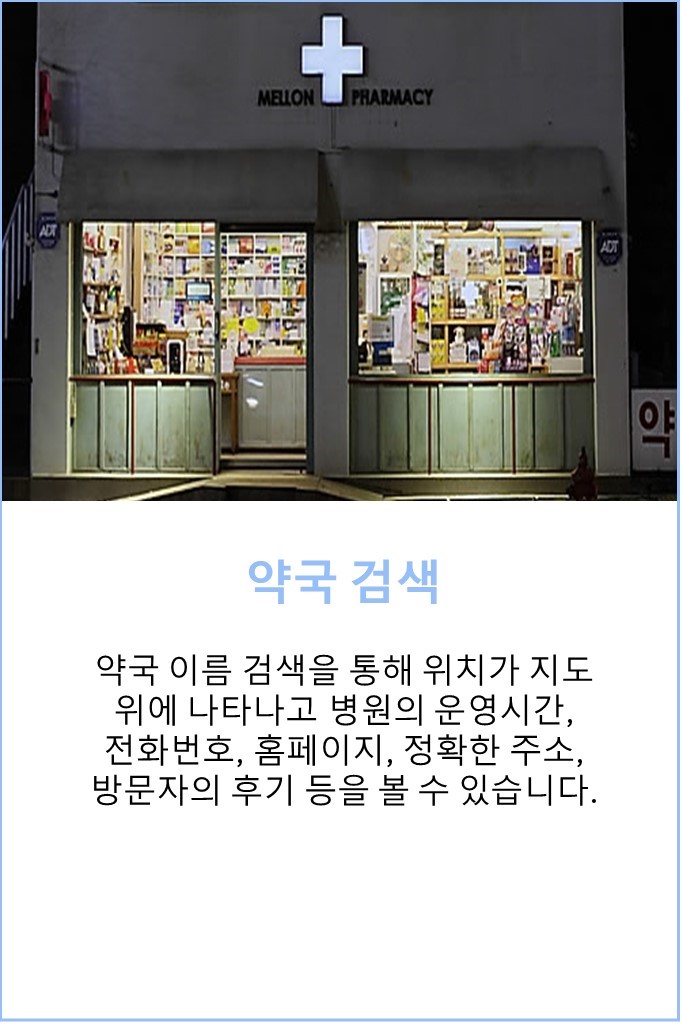 MELLON PHARMACY
ADT
ADT
약
약국 검색
약국 이름 검색을 통해 위치가 지도
위에 나타나고 병원의 운영시간,
전화번호, 홈페이지, 정확한 주소,
방문자의 후기 등을 볼 수 있습니다.